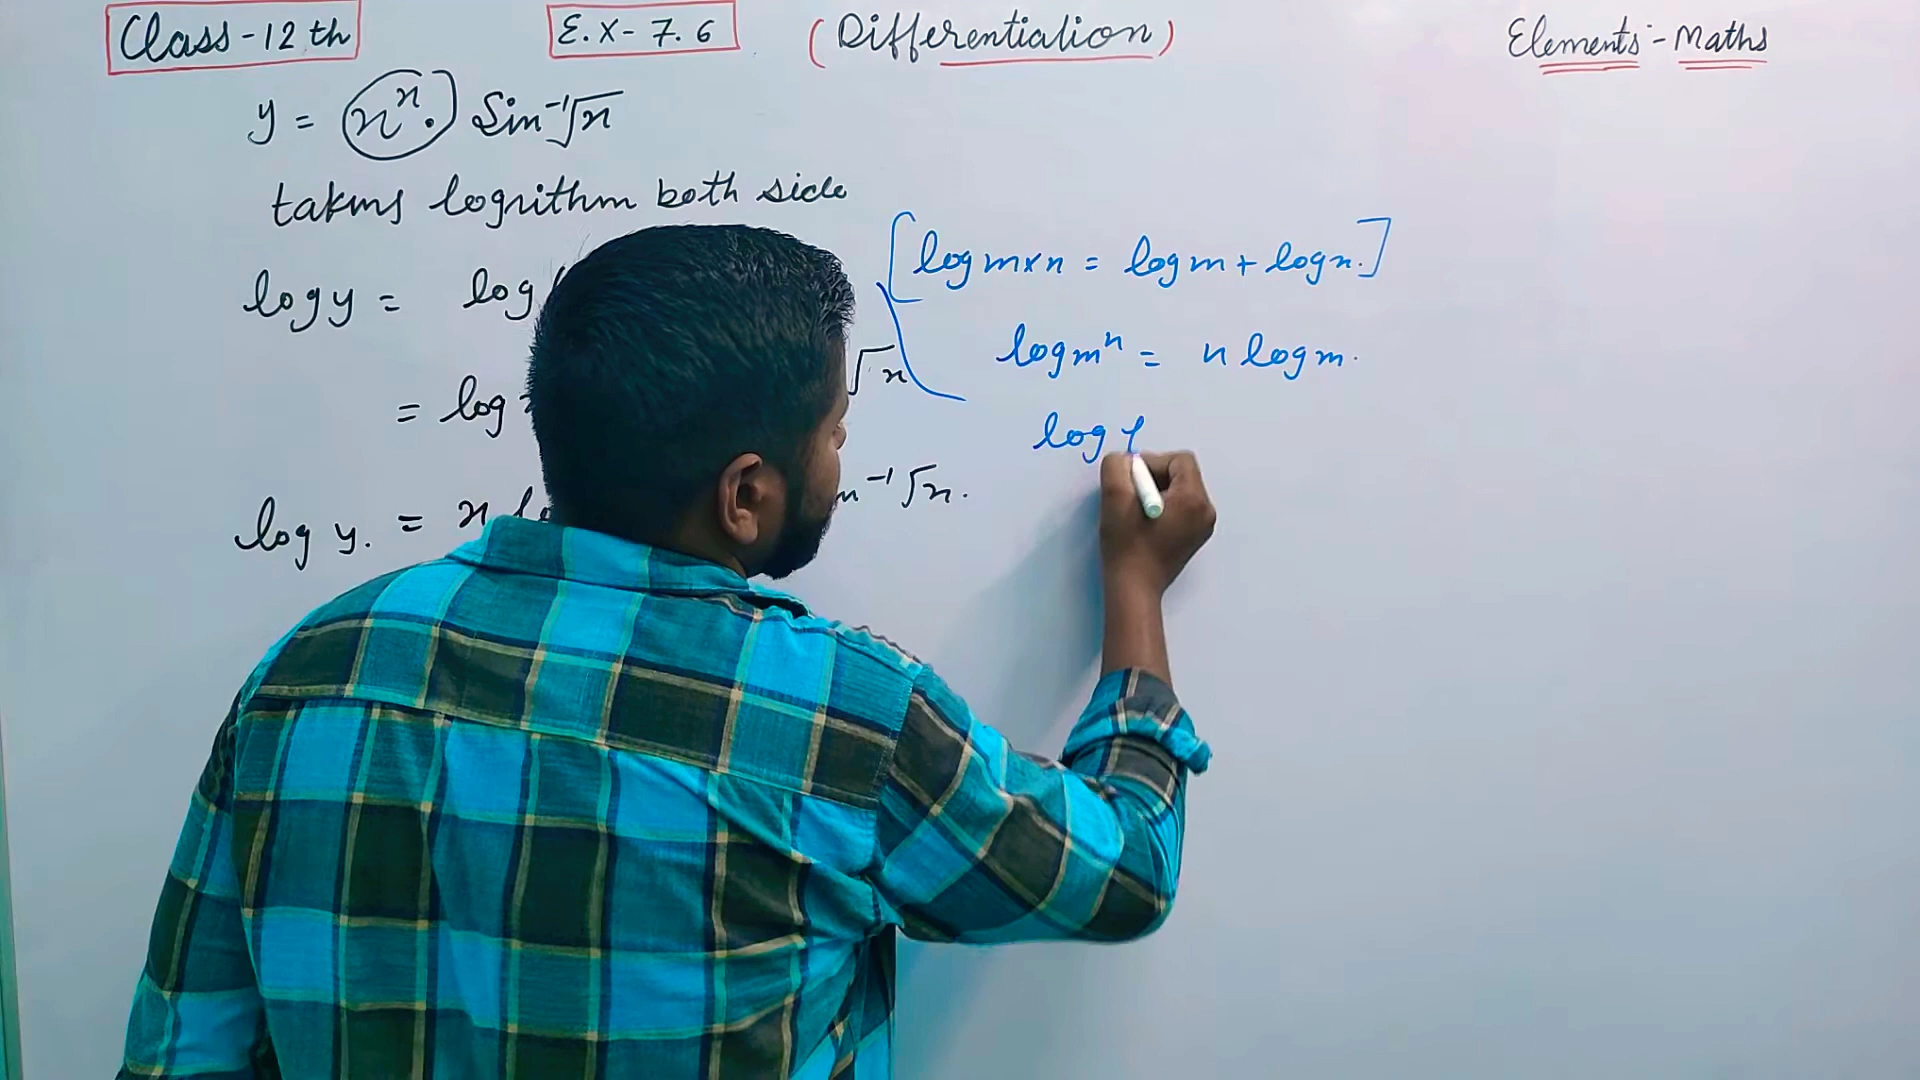 Class-12th E.X-7.6 (Differentiation) Elements-Maths
y = (x^x.) Sin⁻¹√x
taking logrithm both side
[log m×n = log m + log n.]
log y = log
log mⁿ = n log m.
= log √x
log
log y. = x ⁻¹√x.